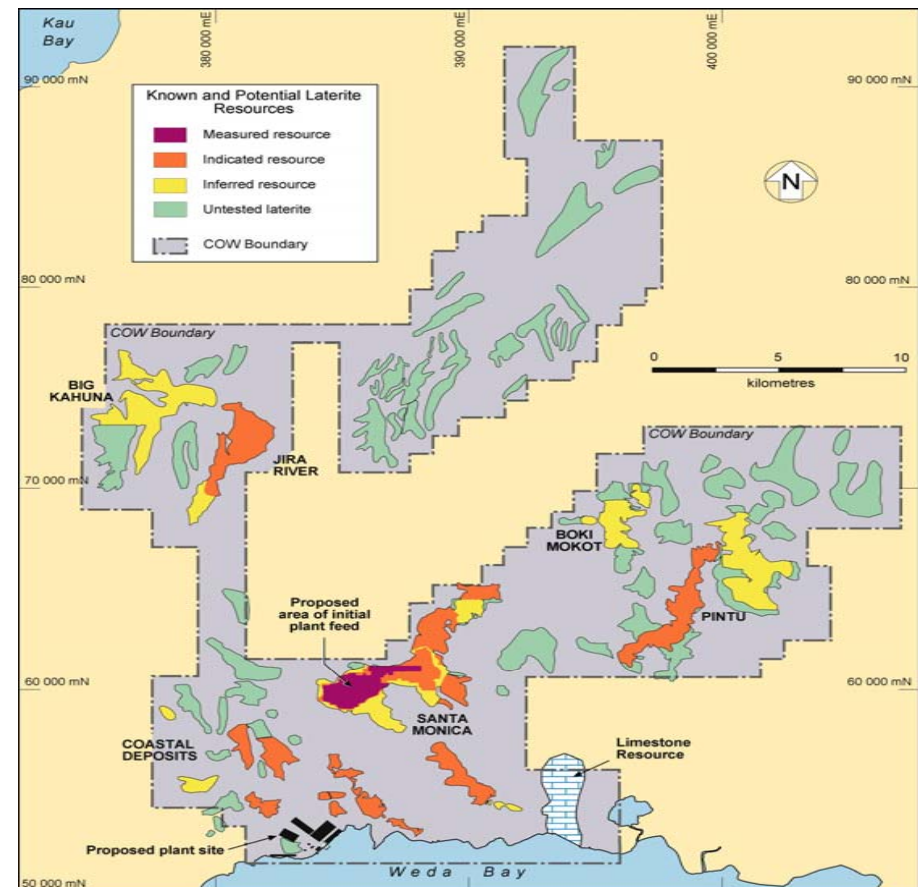 Kau
Bay
380 000 mE
390 000 mE
400 000 mE
90 000 mN
90 000 mN
Known and Potential Laterite
Resources
Measured resource
Indicated resource
Inferred resource
Untested laterite
COW Boundary
N
80 000 mN
80 000 mN
COW Boundary
0
5
10
kilometres
BIG
KAHUNA
JIRA
RIVER
COW Boundary
70 000 mN
70 000 mN
BOKI
MOKOT
Proposed
area of initial
plant feed
PINTU
60 000 mN
60 000 mN
SANTA
MONICA
COASTAL
DEPOSITS
Limestone
Resource
Proposed plant site
Weda Bay
50 000 mN